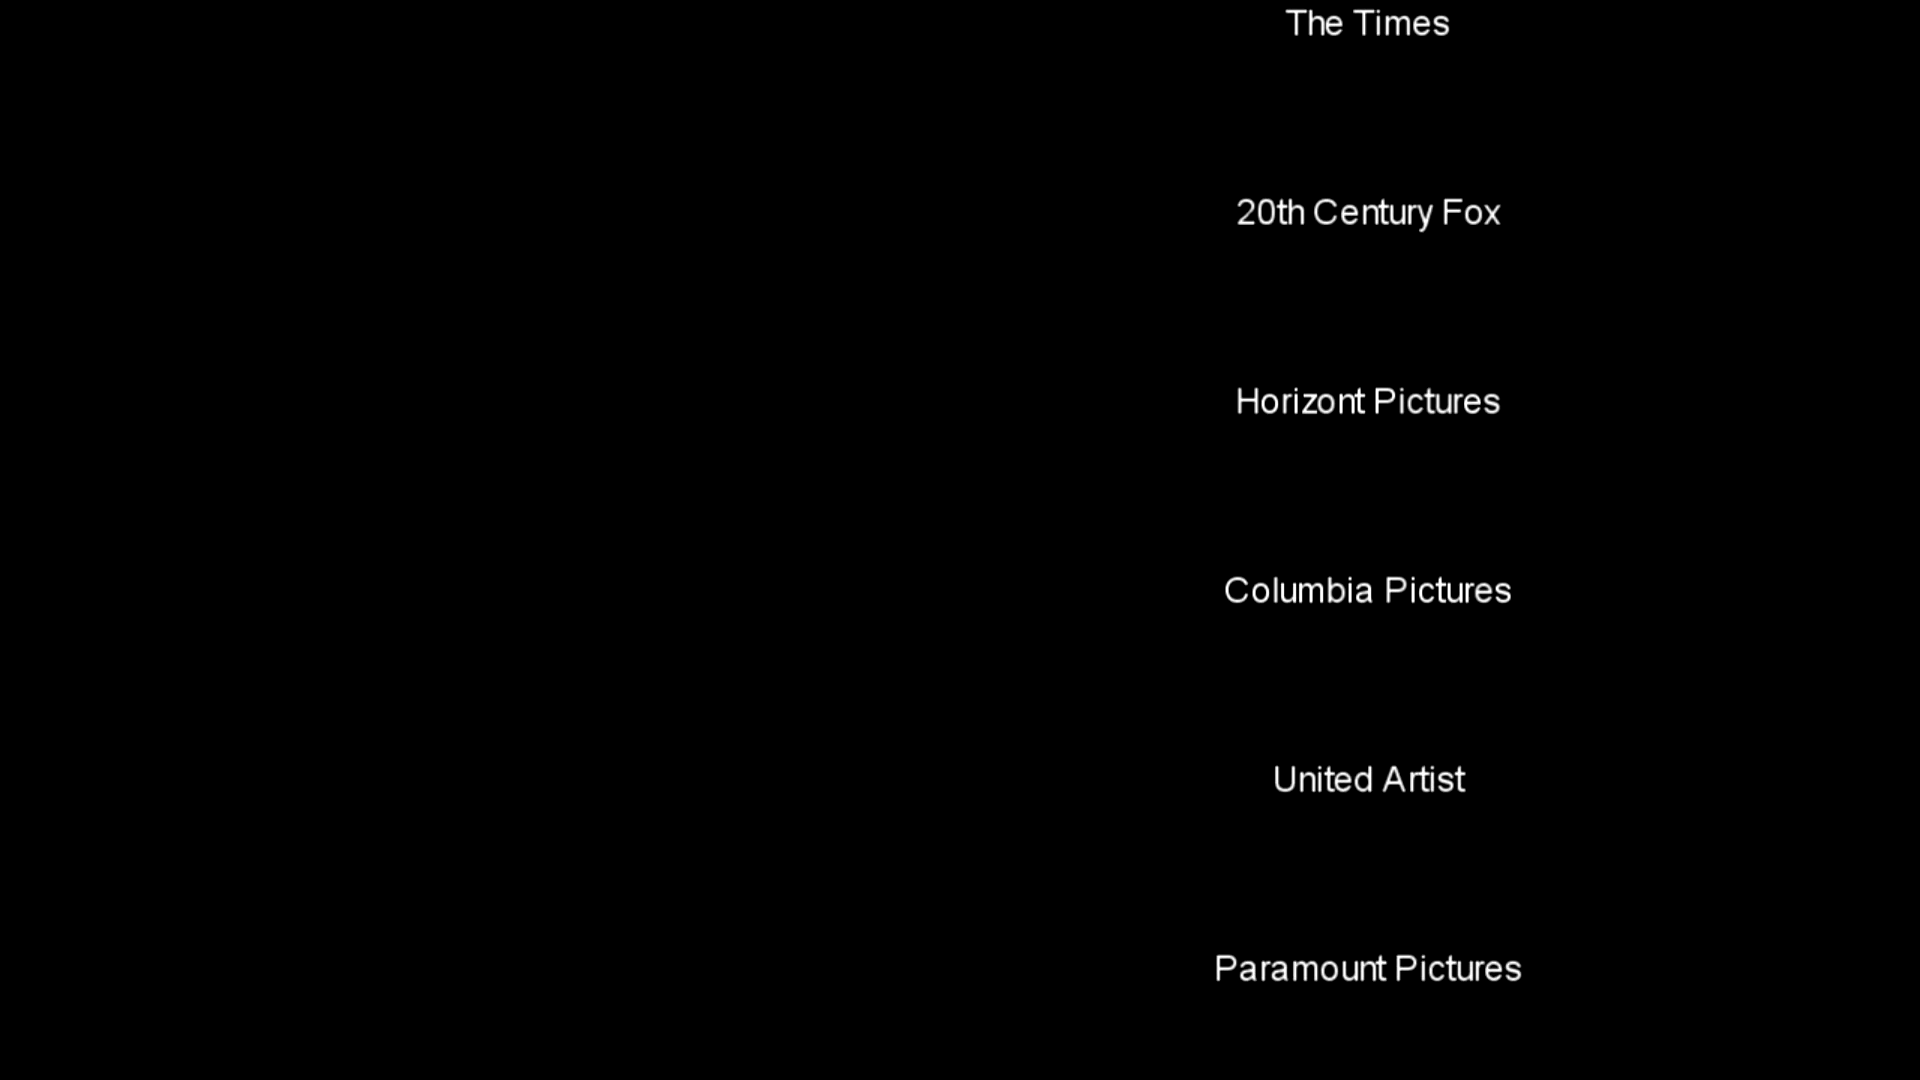 The Times
20th Century Fox
Horizont Pictures
Columbia Pictures
United Artist
Paramount Pictures